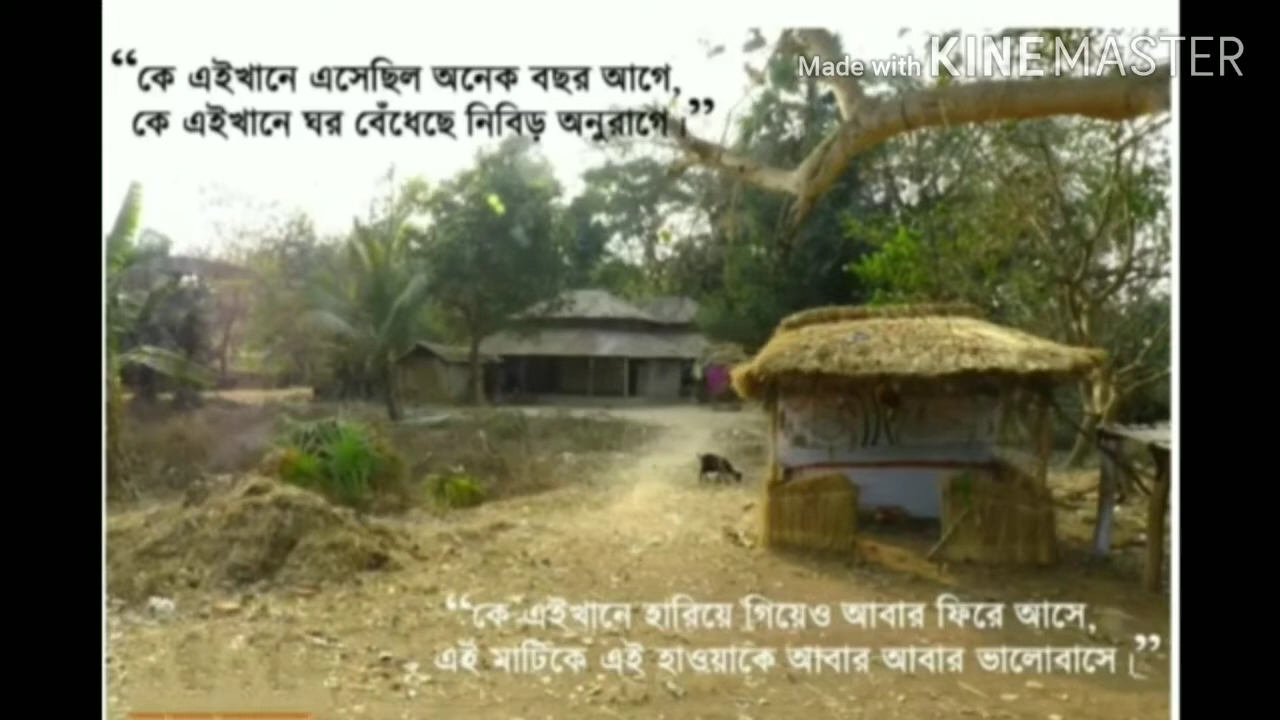 Made with KINEMASTER
“কে এইখানে এসেছিল অনেক বছর আগে,
কে এইখানে ঘর বেঁধেছে নিবিড় অনুরাগে।”
“কে এইখানে হারিয়ে গিয়েও আবার ফিরে আসে,
এই মাটিকে এই হাওয়াকে আবার আবার ভালোবাসে।”